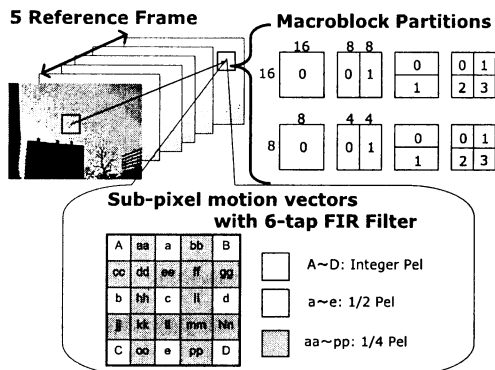 5 Reference Frame
Macroblock Partitions
16 8 8
16 0 0 1 0 1 0 1 2 3
8 4 4
8 0 0 1 0 1 0 1 2 3
Sub-pixel motion vectors
with 6-tap FIR Filter
A aa a bb B
cc dd ee ff gg
b hh c ii d
jj kk ll mm nn
C oo e pp D
A~D: Integer Pel
a~e: 1/2 Pel
aa~pp: 1/4 Pel